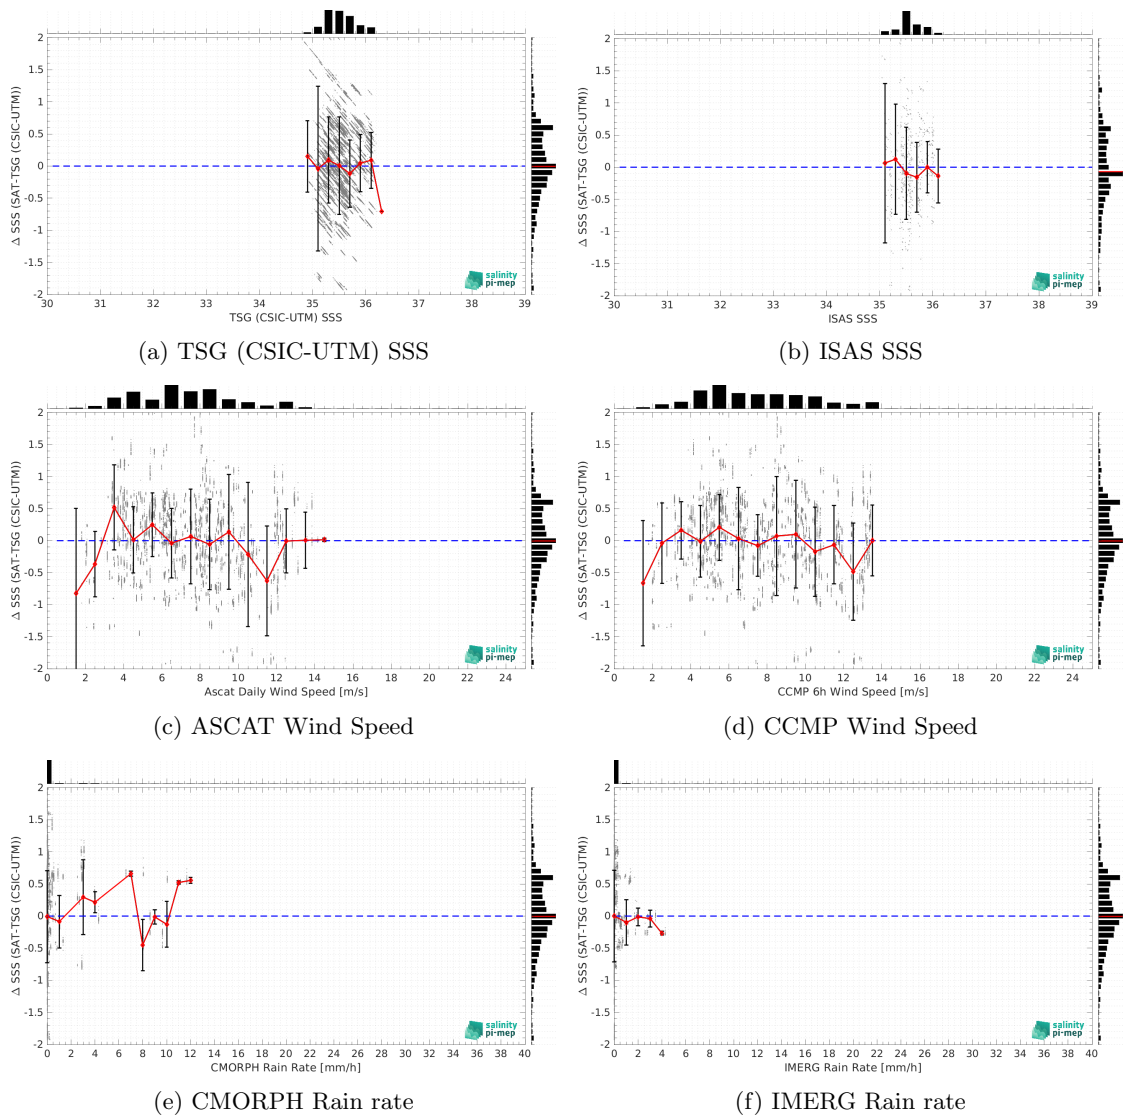 2
1.5
1
0.5
0
-0.5
-1
-1.5
-2
Δ SSS (SAT-TSG (CSIC-UTM))
30 31 32 33 34 35 36 37 38 39
TSG (CSIC-UTM) SSS
salinity
pi-mep
(a) TSG (CSIC-UTM) SSS
2
1.5
1
0.5
0
-0.5
-1
-1.5
-2
Δ SSS (SAT-TSG (CSIC-UTM))
30 31 32 33 34 35 36 37 38 39
ISAS SSS
salinity
pi-mep
(b) ISAS SSS
2
1.5
1
0.5
0
-0.5
-1
-1.5
-2
Δ SSS (SAT-TSG (CSIC-UTM))
0 2 4 6 8 10 12 14 16 18 20 22 24
Ascat Daily Wind Speed [m/s]
salinity
pi-mep
(c) ASCAT Wind Speed
2
1.5
1
0.5
0
-0.5
-1
-1.5
-2
Δ SSS (SAT-TSG (CSIC-UTM))
0 2 4 6 8 10 12 14 16 18 20 22 24
CCMP 6h Wind Speed [m/s]
salinity
pi-mep
(d) CCMP Wind Speed
2
1.5
1
0.5
0
-0.5
-1
-1.5
-2
Δ SSS (SAT-TSG (CSIC-UTM))
0 2 4 6 8 10 12 14 16 18 20 22 24 26 28 30 32 34 36 38 40
CMORPH Rain Rate [mm/h]
salinity
pi-mep
(e) CMORPH Rain rate
2
1.5
1
0.5
0
-0.5
-1
-1.5
-2
Δ SSS (SAT-TSG (CSIC-UTM))
0 2 4 6 8 10 12 14 16 18 20 22 24 26 28 30 32 34 36 38 40
IMERG Rain Rate [mm/h]
salinity
pi-mep
(f) IMERG Rain rate